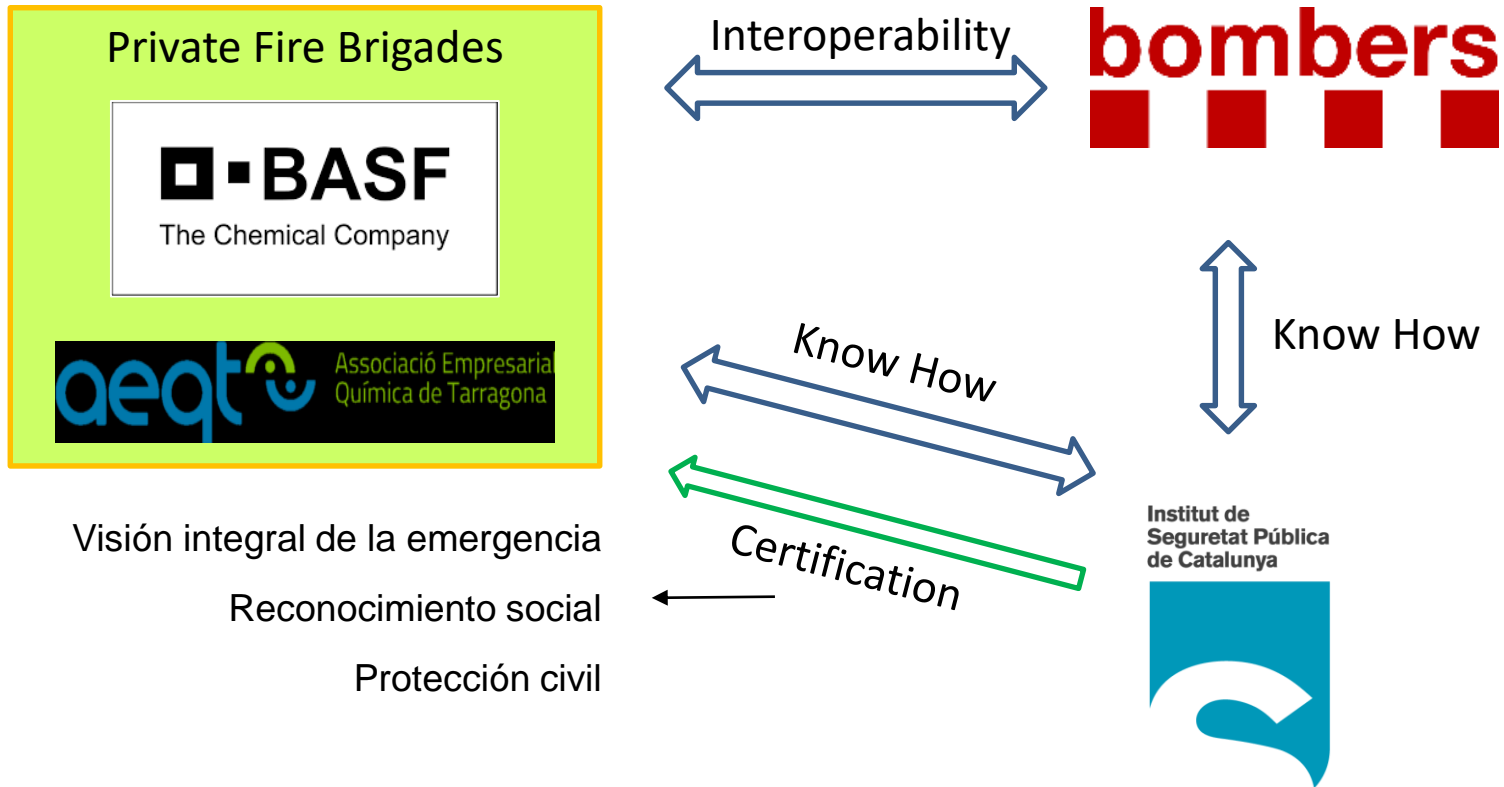 Private Fire Brigades
BASF
The Chemical Company
aeqt
Associació Empresarial
Química de Tarragona
Interoperability
bombers
Know How
Know How
Certification
Visión integral de la emergencia
Reconocimiento social
Protección civil
Institut de
Seguretat Pública
de Catalunya